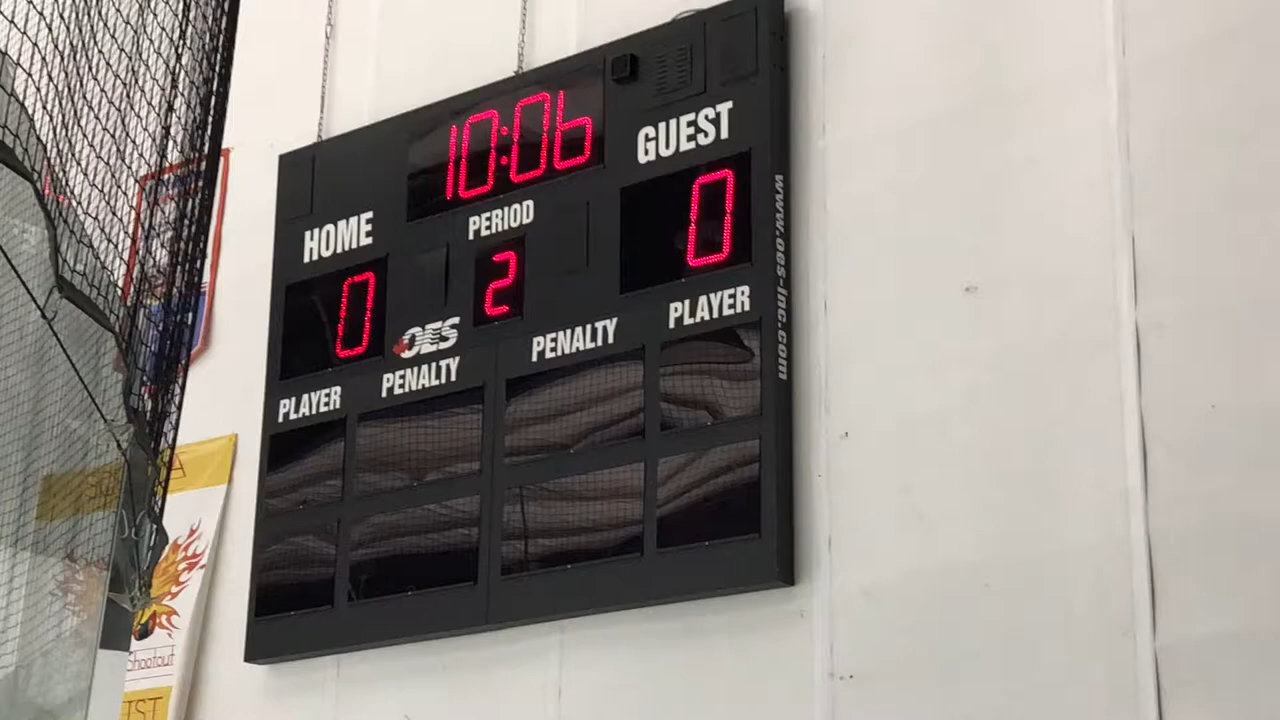 10:06
GUEST
HOME
PERIOD
0
2
0
www.oes-inc.com
OES
PLAYER
PENALTY
PENALTY
PLAYER
Shootout